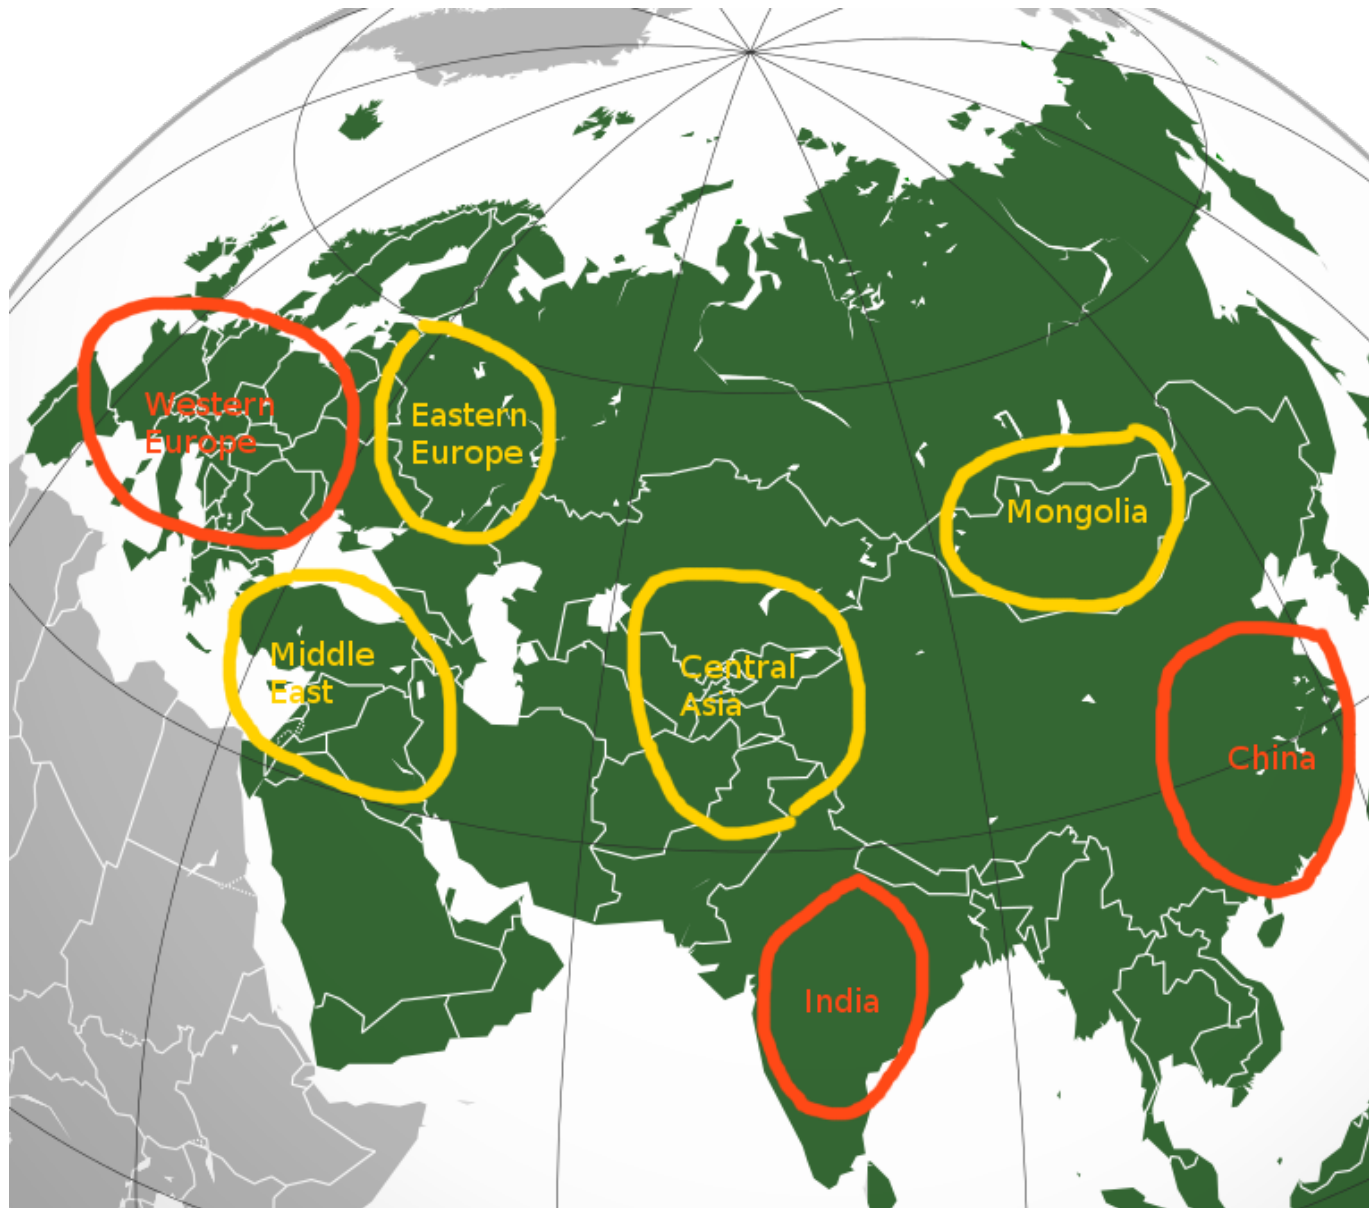 Western
Europe
Eastern
Europe
Mongolia
Middle
East
Central
Asia
China
India